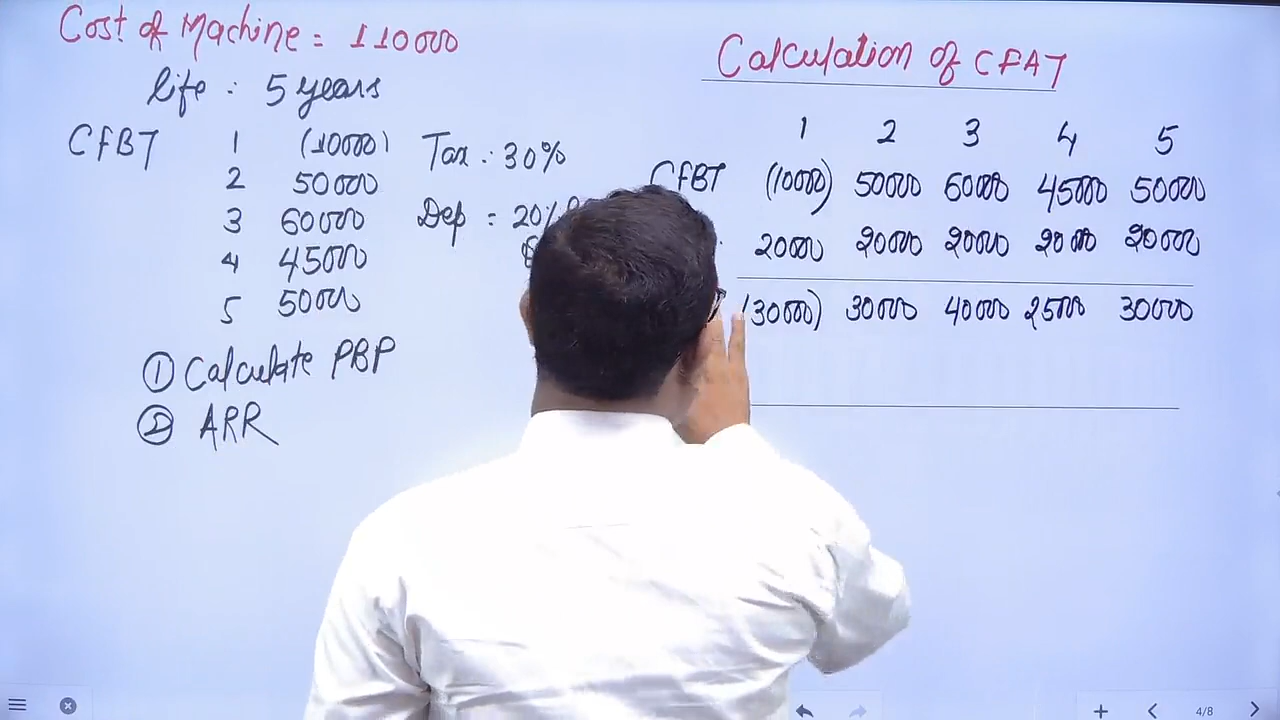 Cost of Machine = 110000
life : 5 years
CFBT 1 (10000) Tax : 30%
2 50000
3 60000 Dep = 20%
4 45000
5 50000
① Calculate PBP
② ARR
Calculation of CFAT
1 2 3 4 5
CFBT (10000) 50000 60000 45000 50000
20000 20000 20000 20000 20000
(30000) 30000 40000 25000 30000
4/8